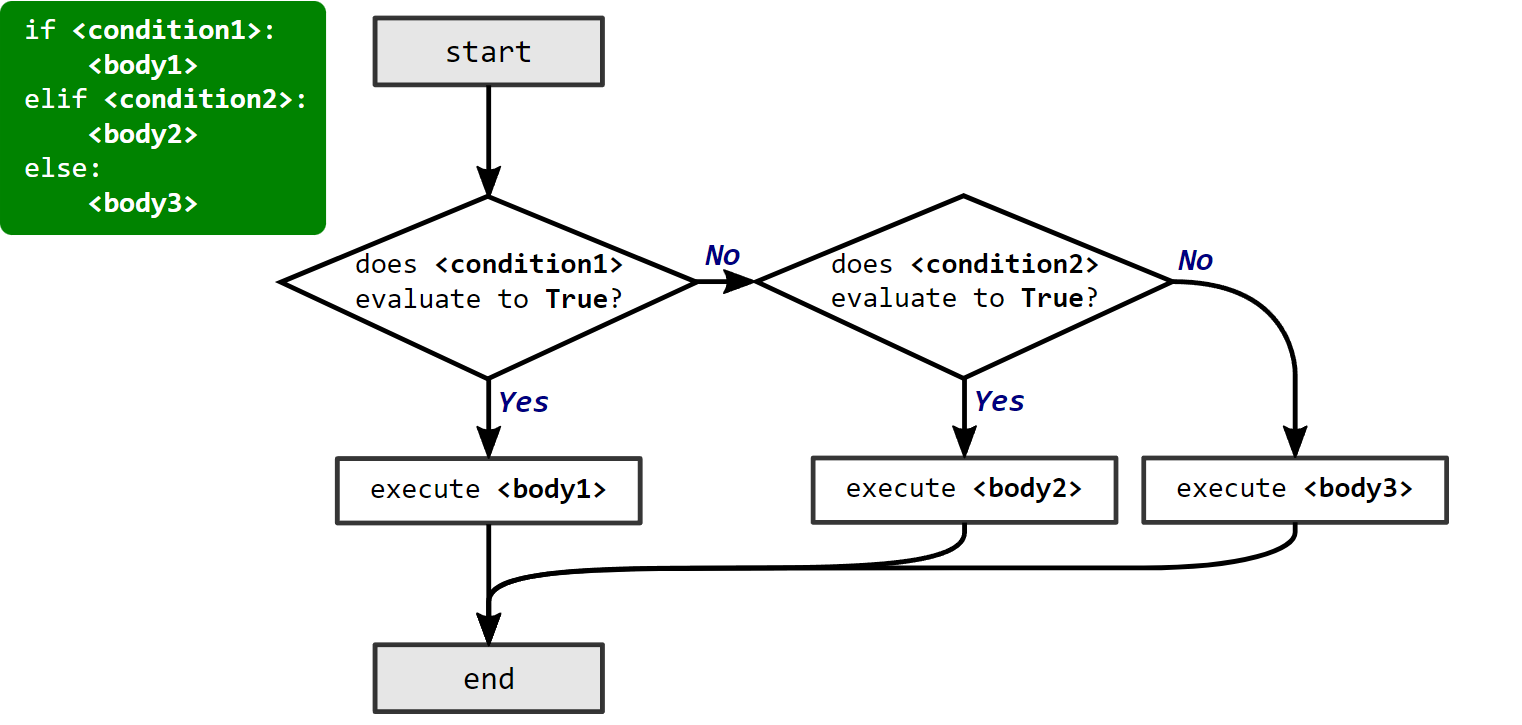 if <condition1>:
    <body1>
elif <condition2>:
    <body2>
else:
    <body3>
start
does <condition1>
evaluate to True?
No
does <condition2>
evaluate to True?
No
Yes
Yes
execute <body1>
execute <body2>
execute <body3>
end